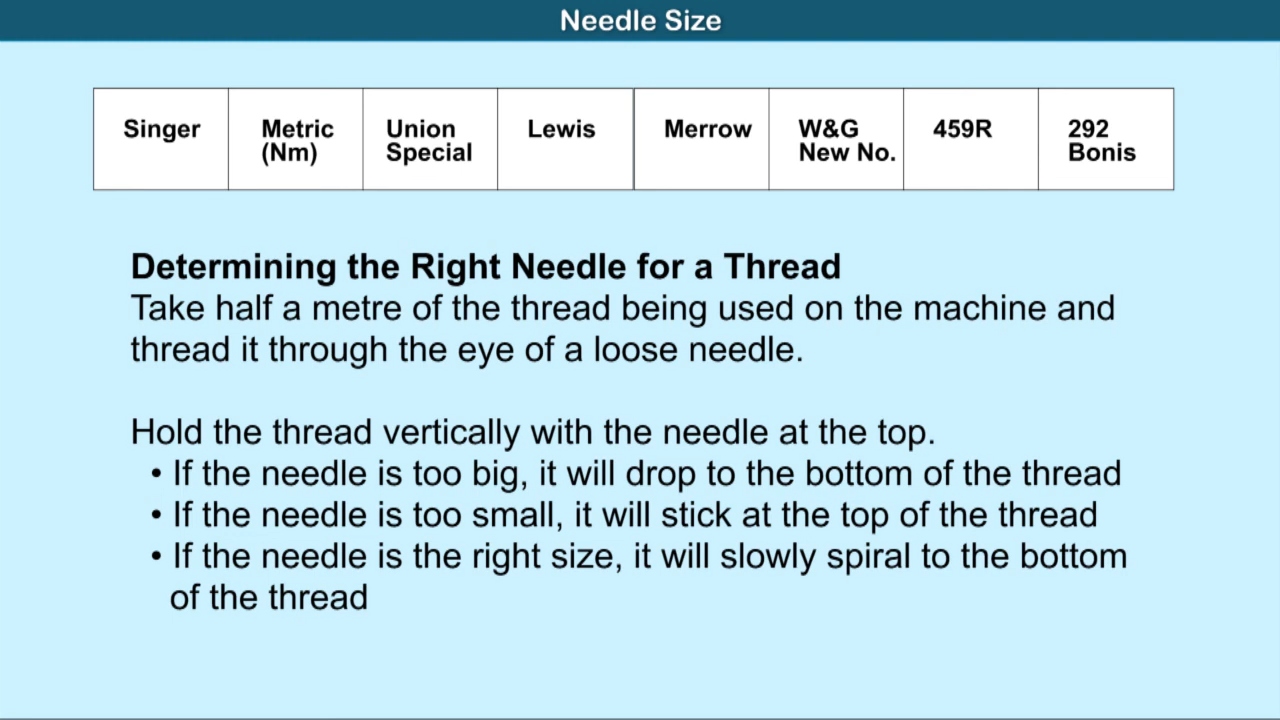 Needle Size
Singer
Metric
(Nm)
Union
Special
Lewis
Merrow
W&G
New No.
459R
292
Bonis
Determining the Right Needle for a Thread
Take half a metre of the thread being used on the machine and
thread it through the eye of a loose needle.
Hold the thread vertically with the needle at the top.
• If the needle is too big, it will drop to the bottom of the thread
• If the needle is too small, it will stick at the top of the thread
• If the needle is the right size, it will slowly spiral to the bottom
of the thread